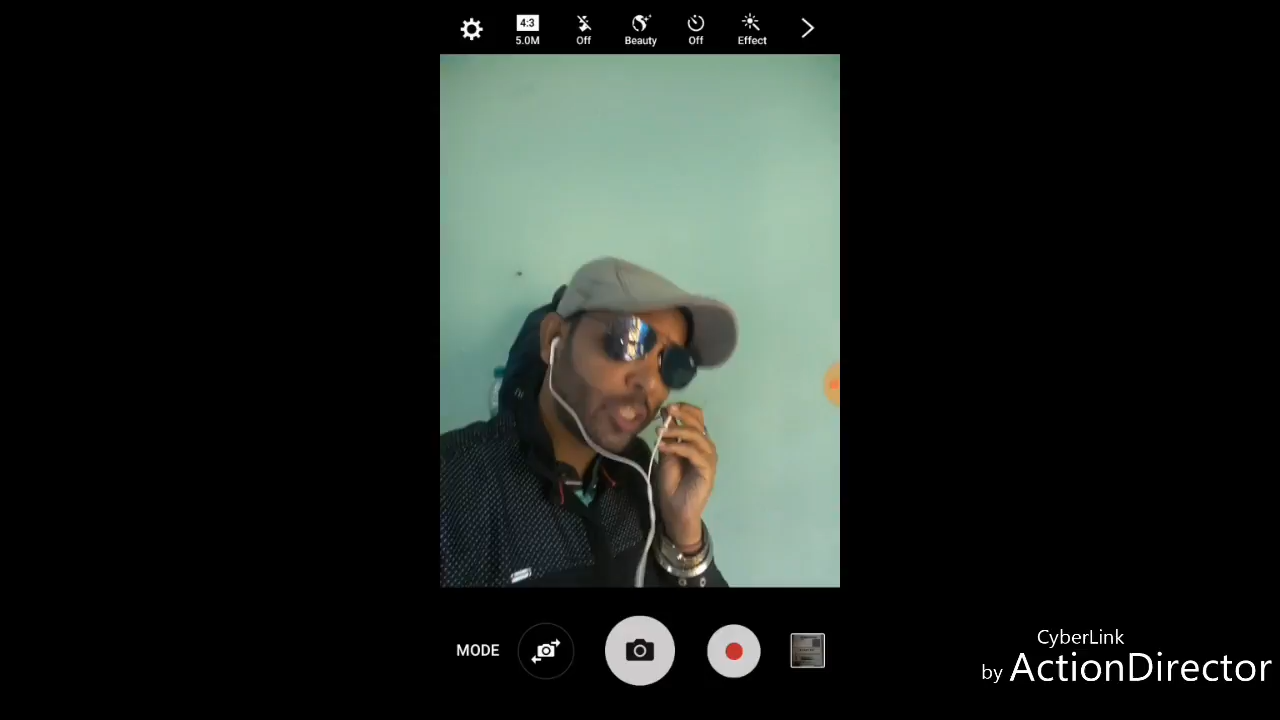 4:3
5.0M
Off
Beauty
Off
Effect
MODE
CyberLink
by ActionDirector